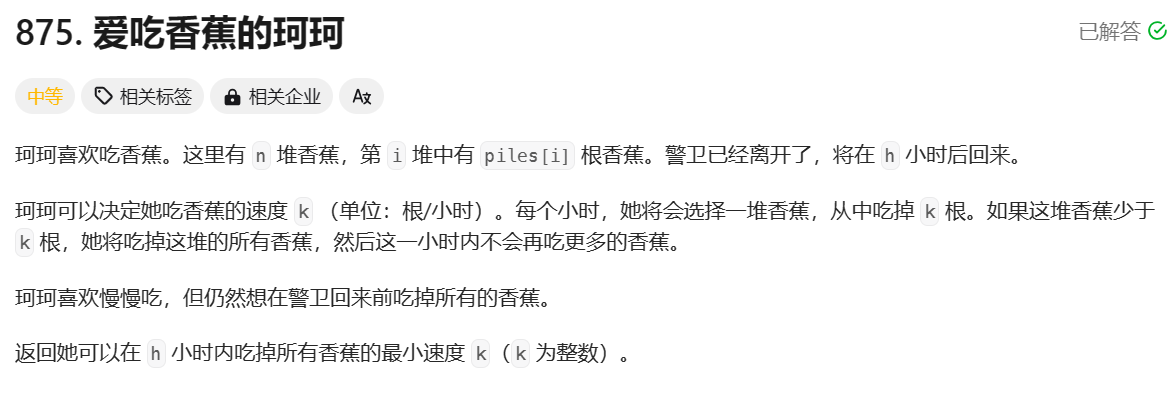 875. 爱吃香蕉的珂珂
已解答
中等 相关标签 相关企业 Aあ
珂珂喜欢吃香蕉。这里有 n 堆香蕉，第 i 堆中有 piles[i] 根香蕉。警卫已经离开了，将在 h 小时后回来。
珂珂可以决定她吃香蕉的速度 k （单位：根/小时）。每个小时，她将会选择一堆香蕉，从中吃掉 k 根。如果这堆香蕉少于
k 根，她将吃掉这堆的所有香蕉，然后这一小时内不会再吃更多的香蕉。
珂珂喜欢慢慢吃，但仍然想在警卫回来前吃掉所有的香蕉。
返回她可以在 h 小时内吃掉所有香蕉的最小速度 k（k 为整数）。